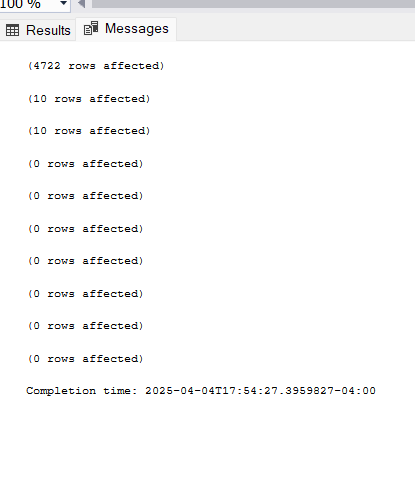 100 %
Results Messages
(4722 rows affected)
(10 rows affected)
(10 rows affected)
(0 rows affected)
(0 rows affected)
(0 rows affected)
(0 rows affected)
(0 rows affected)
(0 rows affected)
(0 rows affected)
Completion time: 2025-04-04T17:54:27.3959827-04:00